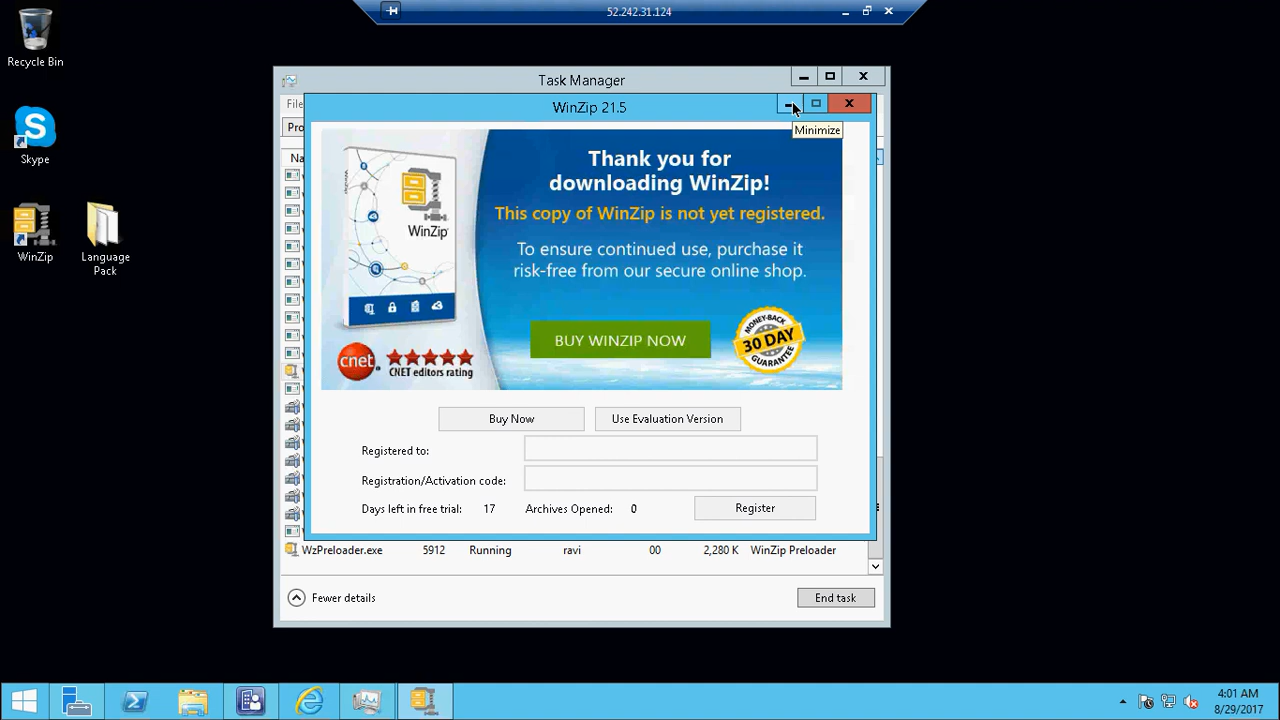 52.242.31.124
Recycle Bin
Skype
WinZip
Language
Pack
Task Manager
File
WinZip 21.5
Minimize
Pro
Na
WinZip
Thank you for
downloading WinZip!
This copy of WinZip is not yet registered.
To ensure continued use, purchase it
risk-free from our secure online shop.
BUY WINZIP NOW
MONEY-BACK
30 DAY
GUARANTEE
cnet
CNET editors rating
Buy Now
Use Evaluation Version
Registered to:
Registration/Activation code:
Days left in free trial: 17 Archives Opened: 0
Register
WzPreloader.exe 5912 Running ravi 00 2,280 K WinZip Preloader
Fewer details
End task
4:01 AM
8/29/2017